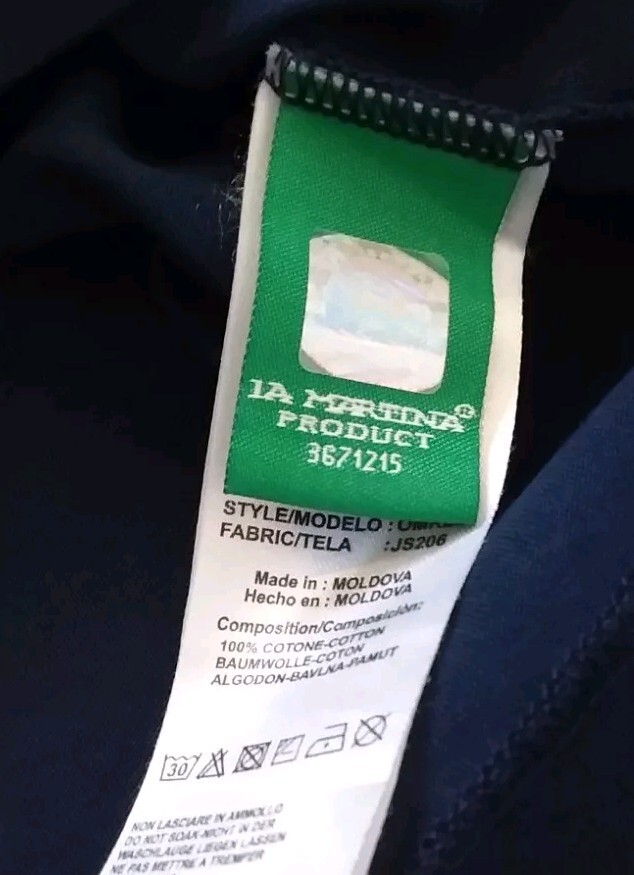 LA MARTINA®
PRODUCT
3671215
STYLE/MODELO :
FABRIC/TELA :JS206
Made in : MOLDOVA
Hecho en : MOLDOVA
Composition/Composición:
100% COTONE-COTTON
BAUMWOLLE-COTON
ALGODON-BAVLNA-PAMUT
30
NON LASCIARE IN AMMOLLO
DO NOT SOAK-NICHT IN DER
WASCHLAUGE LIEGEN LASSEN
NE PAS METTRE A TREMPER